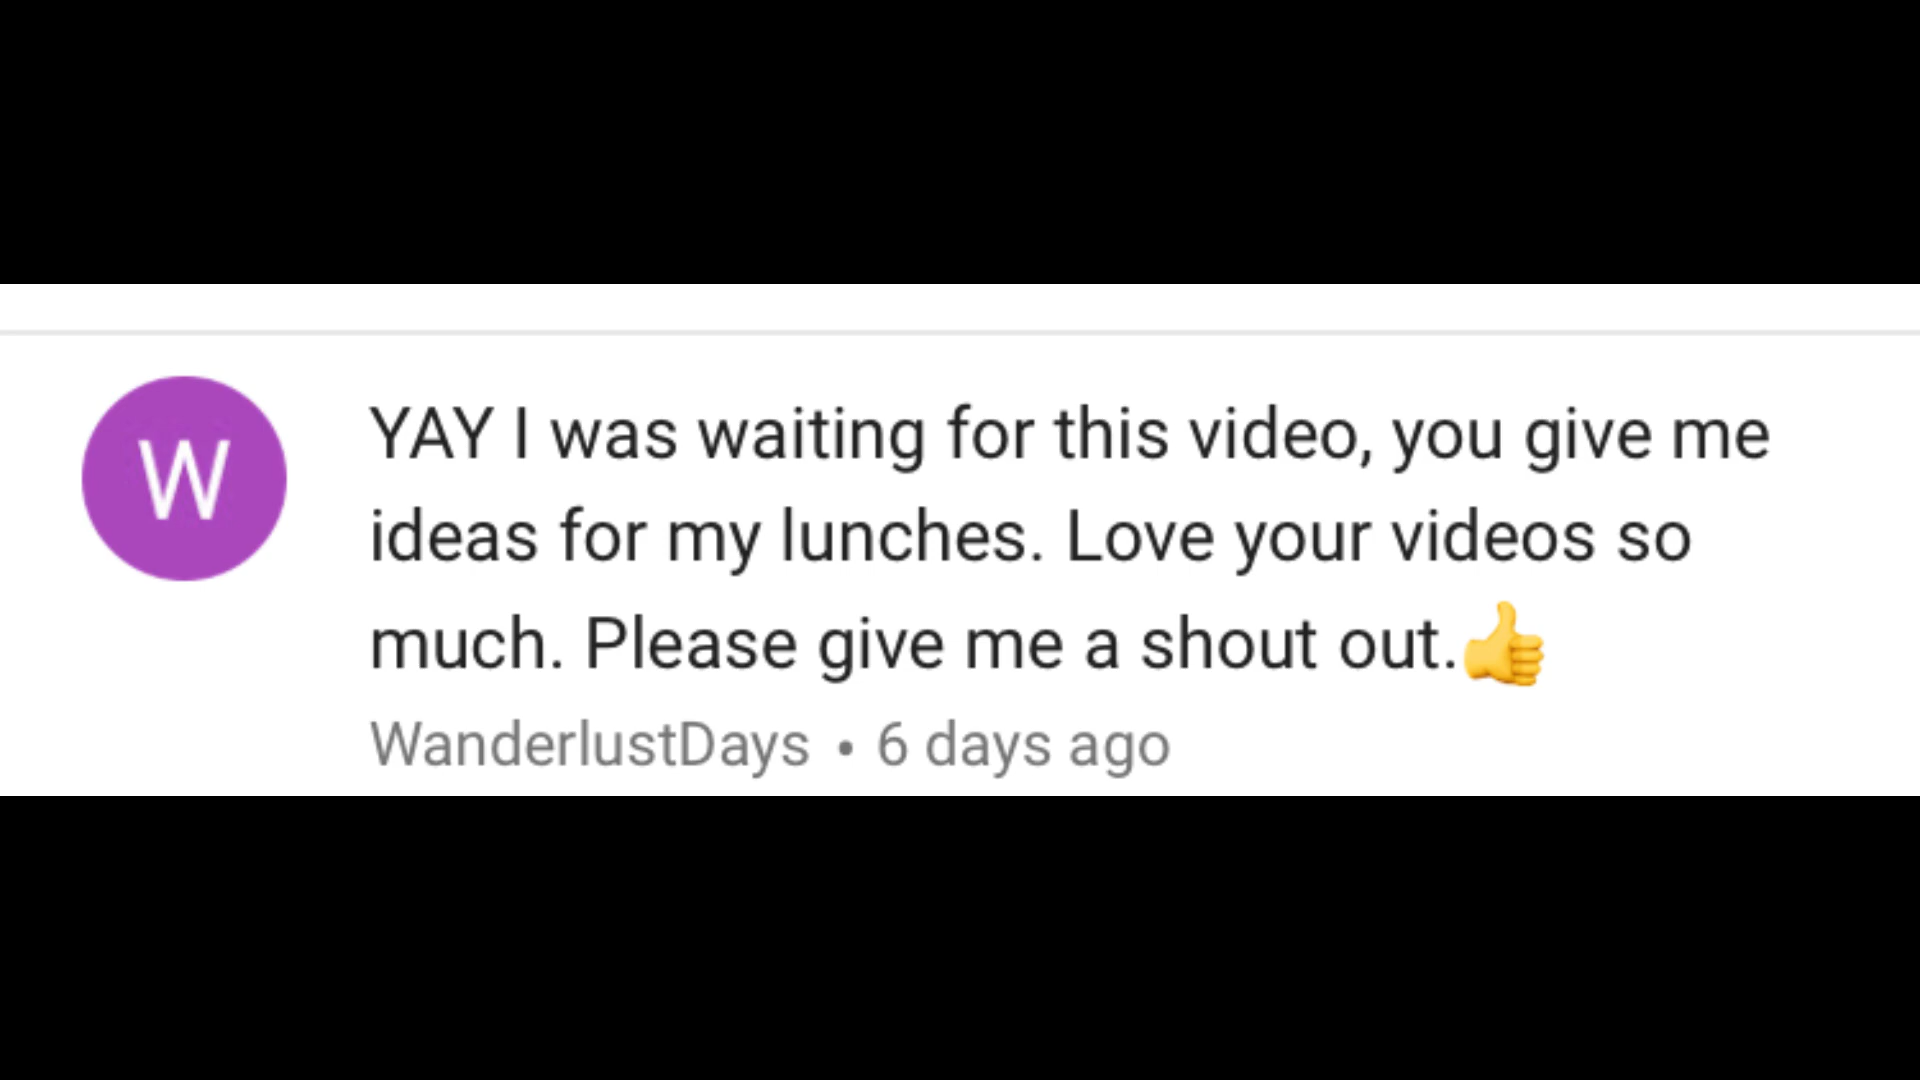 W
YAY I was waiting for this video, you give me
ideas for my lunches. Love your videos so
much. Please give me a shout out.👍
WanderlustDays • 6 days ago